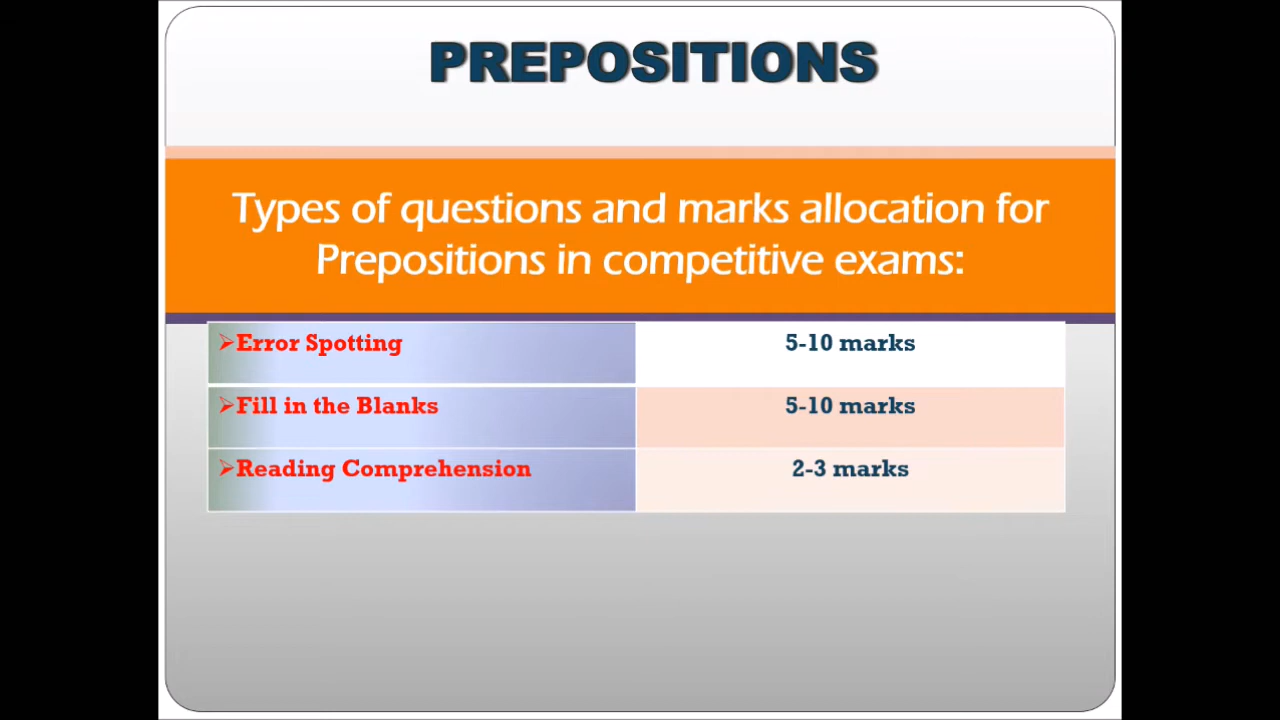 PREPOSITIONS
Types of questions and marks allocation for
Prepositions in competitive exams:
➢Error Spotting 5-10 marks
➢Fill in the Blanks 5-10 marks
➢Reading Comprehension 2-3 marks